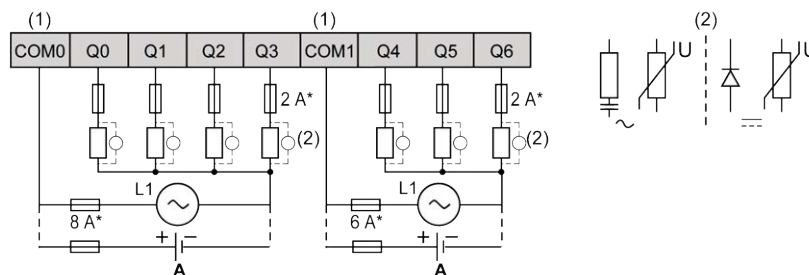 (1) (1) (2)
COM0 Q0 Q1 Q2 Q3 COM1 Q4 Q5 Q6
U U
2 A* 2 A*
(2) (2)
L1 L1
8 A* 6 A*
+ − + −
A A